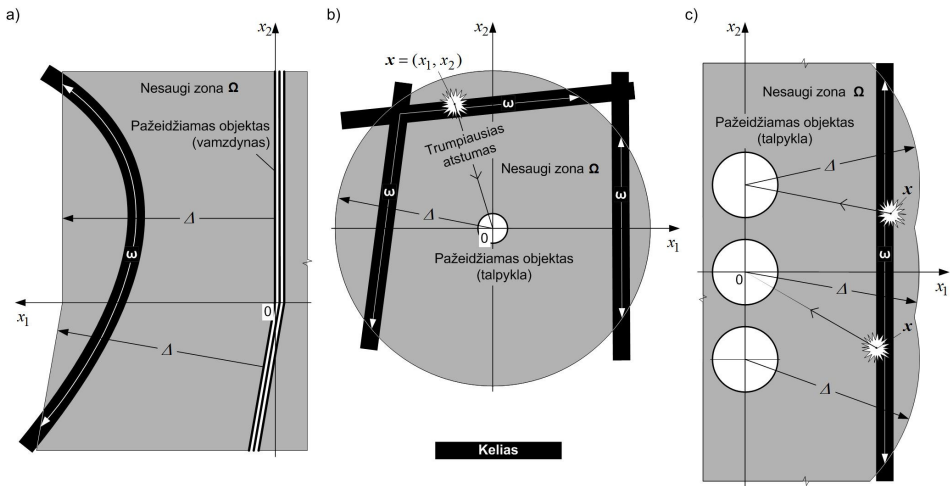 a)
x₂
Nesaugi zona Ω
Pažeidžiamas objektas
(vamzdynas)
Δ
ω
0
x₁
Δ
b)
x₂
x = (x₁, x₂)
ω
Trumpiausias
atstumas
Nesaugi zona Ω
ω
ω
Δ
0
x₁
Pažeidžiamas objektas
(talpykla)
Kelias
c)
x₂
Nesaugi zona Ω
Pažeidžiamas objektas
(talpykla)
Δ
x
ω
0
x₁
Δ
x
Δ